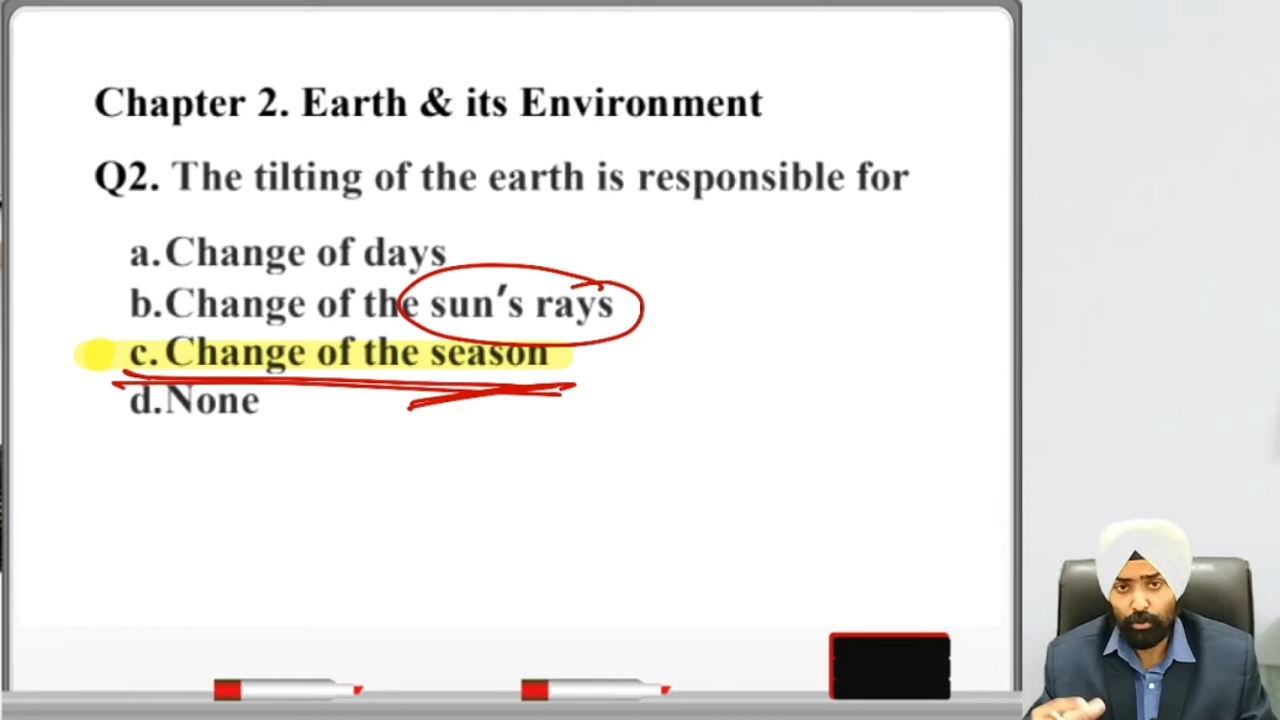 Chapter 2. Earth & its Environment
Q2. The tilting of the earth is responsible for
a.Change of days
b.Change of the sun's rays
c. Change of the season
d.None